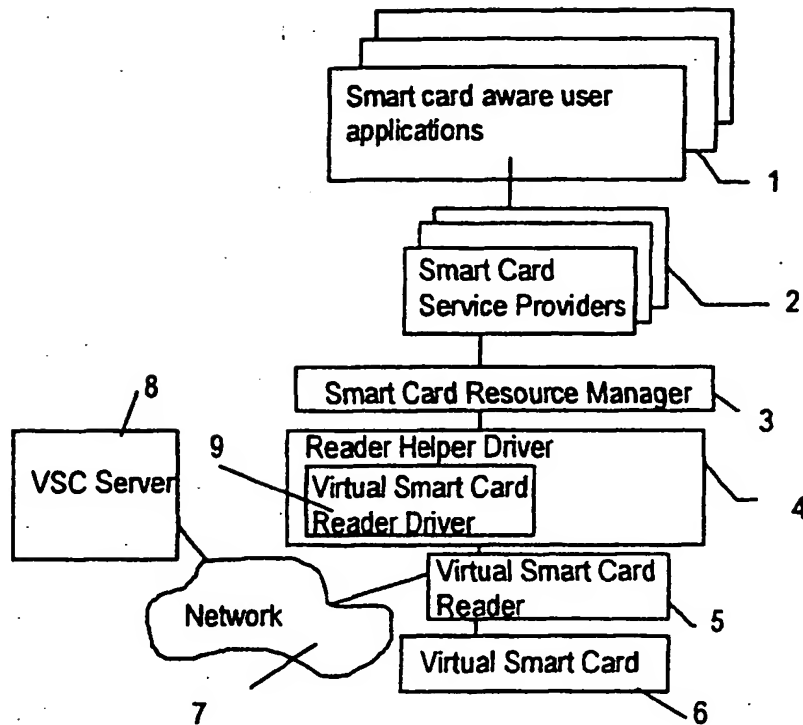 Smart card aware user
applications
1
Smart Card
Service Providers
2
Smart Card Resource Manager
3
8
VSC Server
9
Reader Helper Driver
Virtual Smart Card
Reader Driver
4
Virtual Smart Card
Reader
5
Network
7
Virtual Smart Card
6